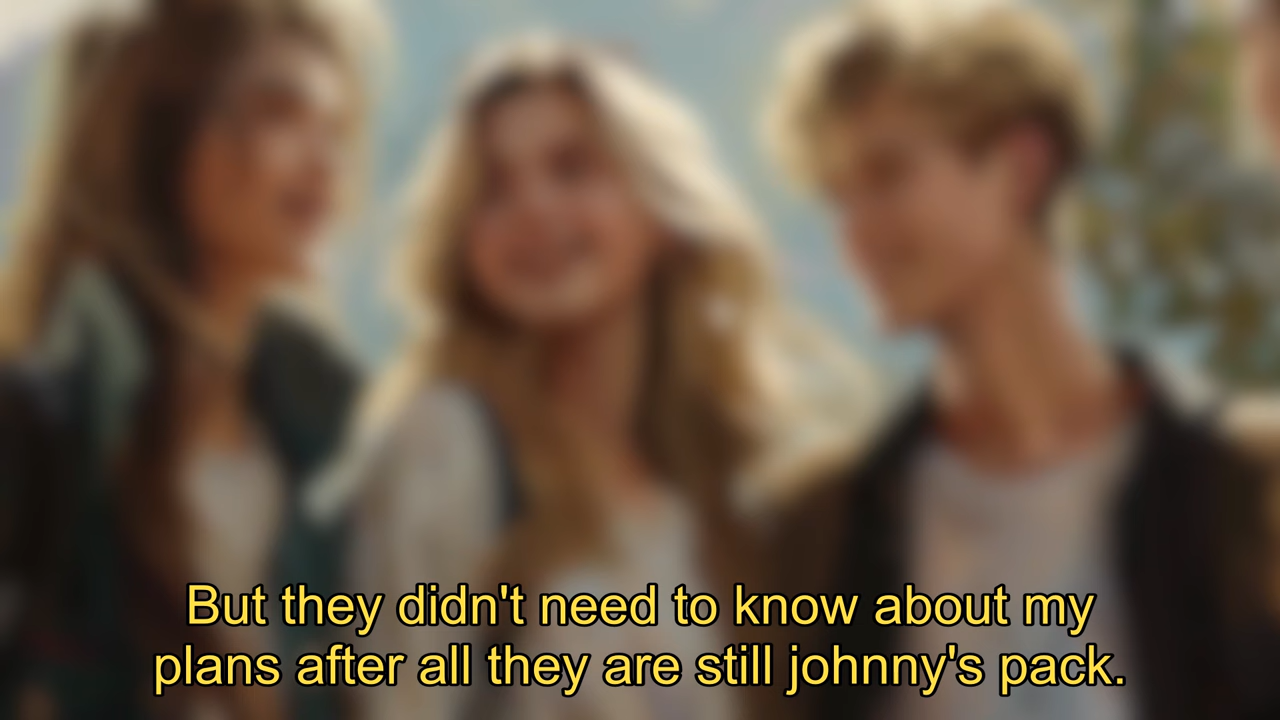 But they didn't need to know about my
plans after all they are still johnny's pack.